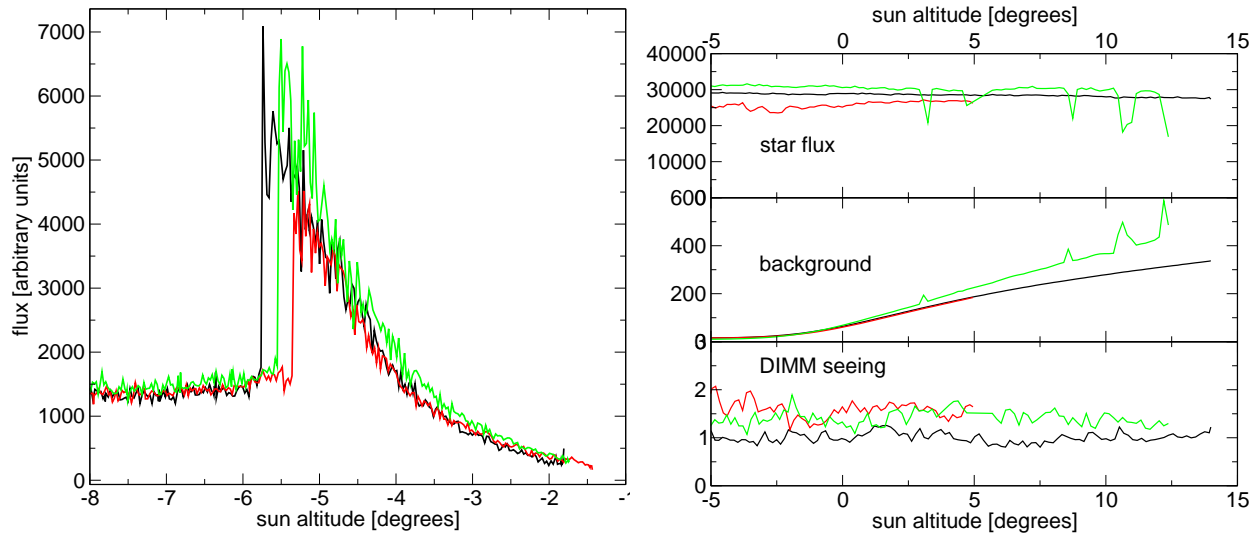 7000
6000
5000
4000
3000
2000
1000
0
flux [arbitrary units]
-8 -7 -6 -5 -4 -3 -2 -1
sun altitude [degrees]
sun altitude [degrees]
-5 0 5 10 15
40000
30000
20000
10000
0
star flux
600
400
200
0
background
3
2
1
0
DIMM seeing
-5 0 5 10 15
sun altitude [degrees]